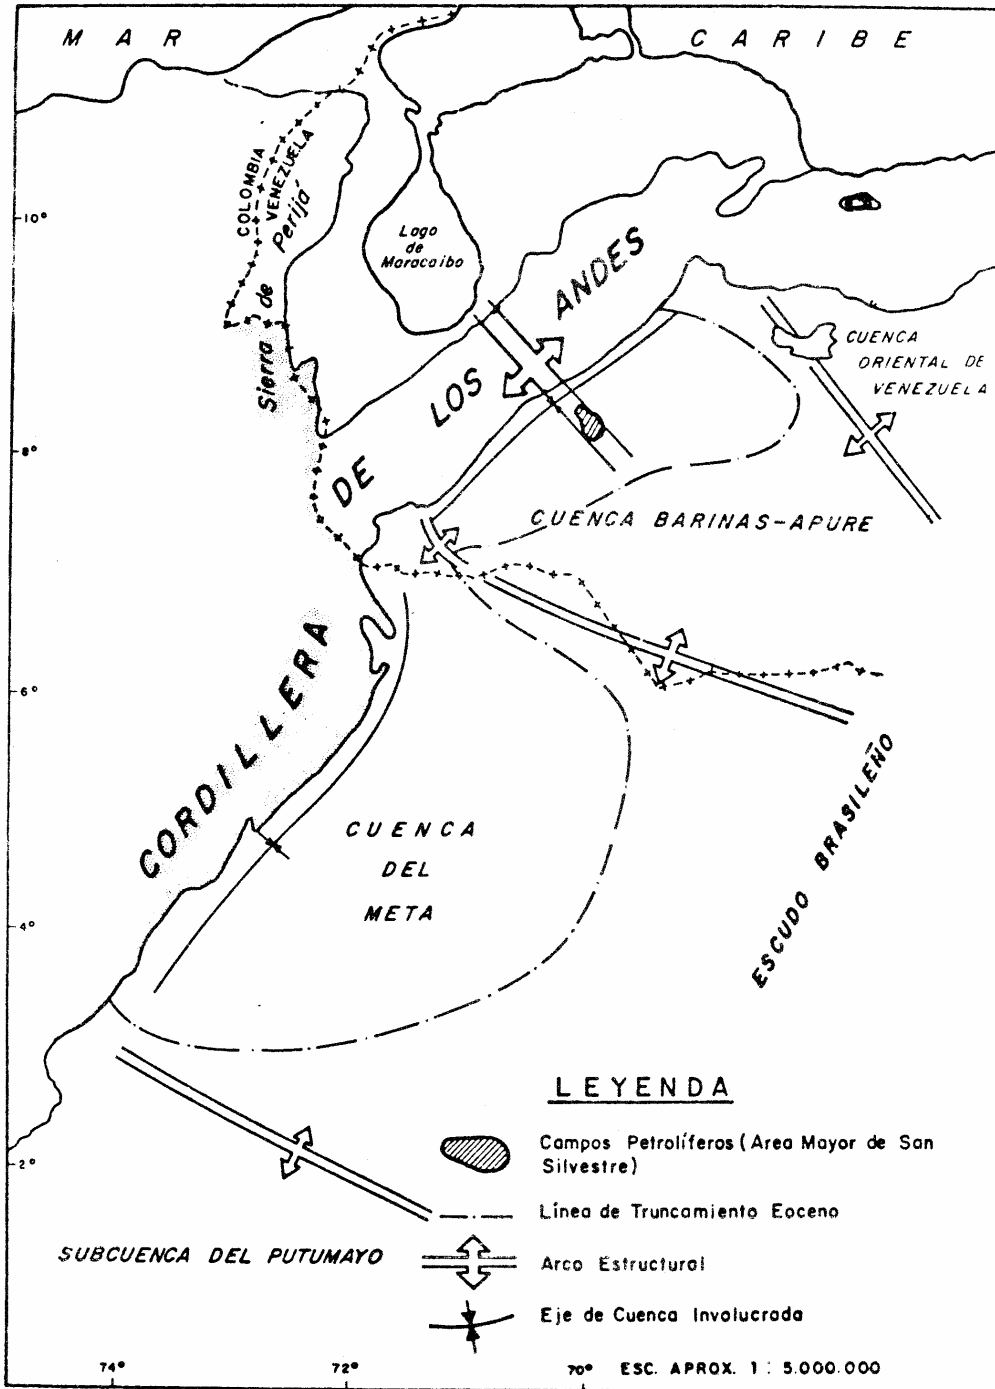 MAR CARIBE
COLOMBIA
VENEZUELA
Sierra de Perijá
10°
Lago
de
Maracaibo
CORDILLERA DE LOS ANDES
CUENCA
ORIENTAL DE
VENEZUELA
8°
CUENCA BARINAS-APURE
6°
ESCUDO BRASILEÑO
CUENCA
DEL
META
4°
LEYENDA
Campos Petrolíferos (Area Mayor de San
Silvestre)
2°
Línea de Truncamiento Eoceno
SUBCUENCA DEL PUTUMAYO
Arco Estructural
Eje de Cuenca Involucrada
74° 72° 70° ESC. APROX. 1 : 5.000.000